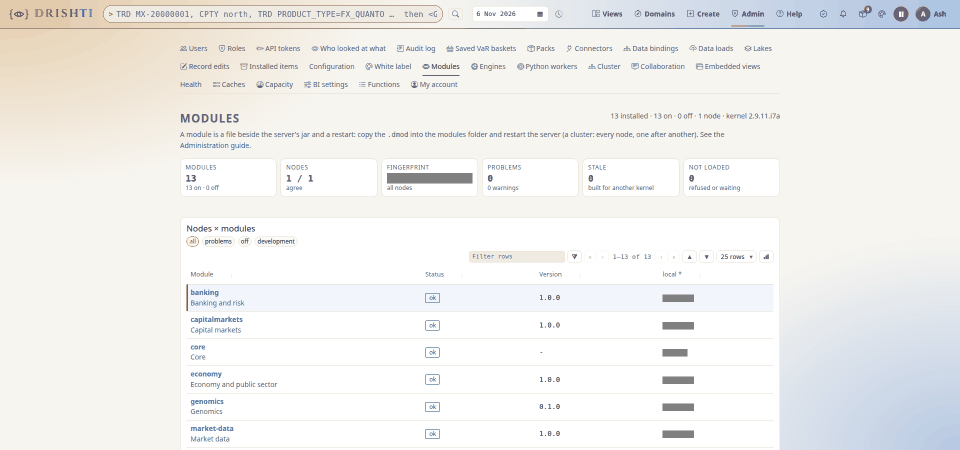 DRISHTI
> TRD MX-20000001, CPTY north, TRD PRODUCT_TYPE=FX_QUANTO … then <G
6 Nov 2026
Views
Domains
Create
Admin
Help
A
Ash
Users
Roles
API tokens
Who looked at what
Audit log
Saved VaR baskets
Packs
Connectors
Data bindings
Data loads
Lakes
Record edits
Installed items
Configuration
White label
Modules
Engines
Python workers
Cluster
Collaboration
Embedded views
Health
Caches
Capacity
BI settings
Functions
My account
MODULES
13 installed · 13 on · 0 off · 1 node · kernel 2.9.11.i7a
A module is a file beside the server's jar and a restart: copy the .dmod into the modules folder and restart the server (a cluster: every node, one after another). See the
Administration guide.
MODULES
13
13 on · 0 off
NODES
1 / 1
agree
FINGERPRINT
all nodes
PROBLEMS
0
0 warnings
STALE
0
built for another kernel
NOT LOADED
0
refused or waiting
Nodes × modules
all
problems
off
development
Filter rows
« ‹ 1–13 of 13 › »
▲
▼
25 rows
Module
Status
Version
local *
banking
Banking and risk
ok
1.0.0
capitalmarkets
Capital markets
ok
1.0.0
core
Core
ok
-
economy
Economy and public sector
ok
1.0.0
genomics
Genomics
ok
0.1.0
market-data
Market data
ok
1.0.0